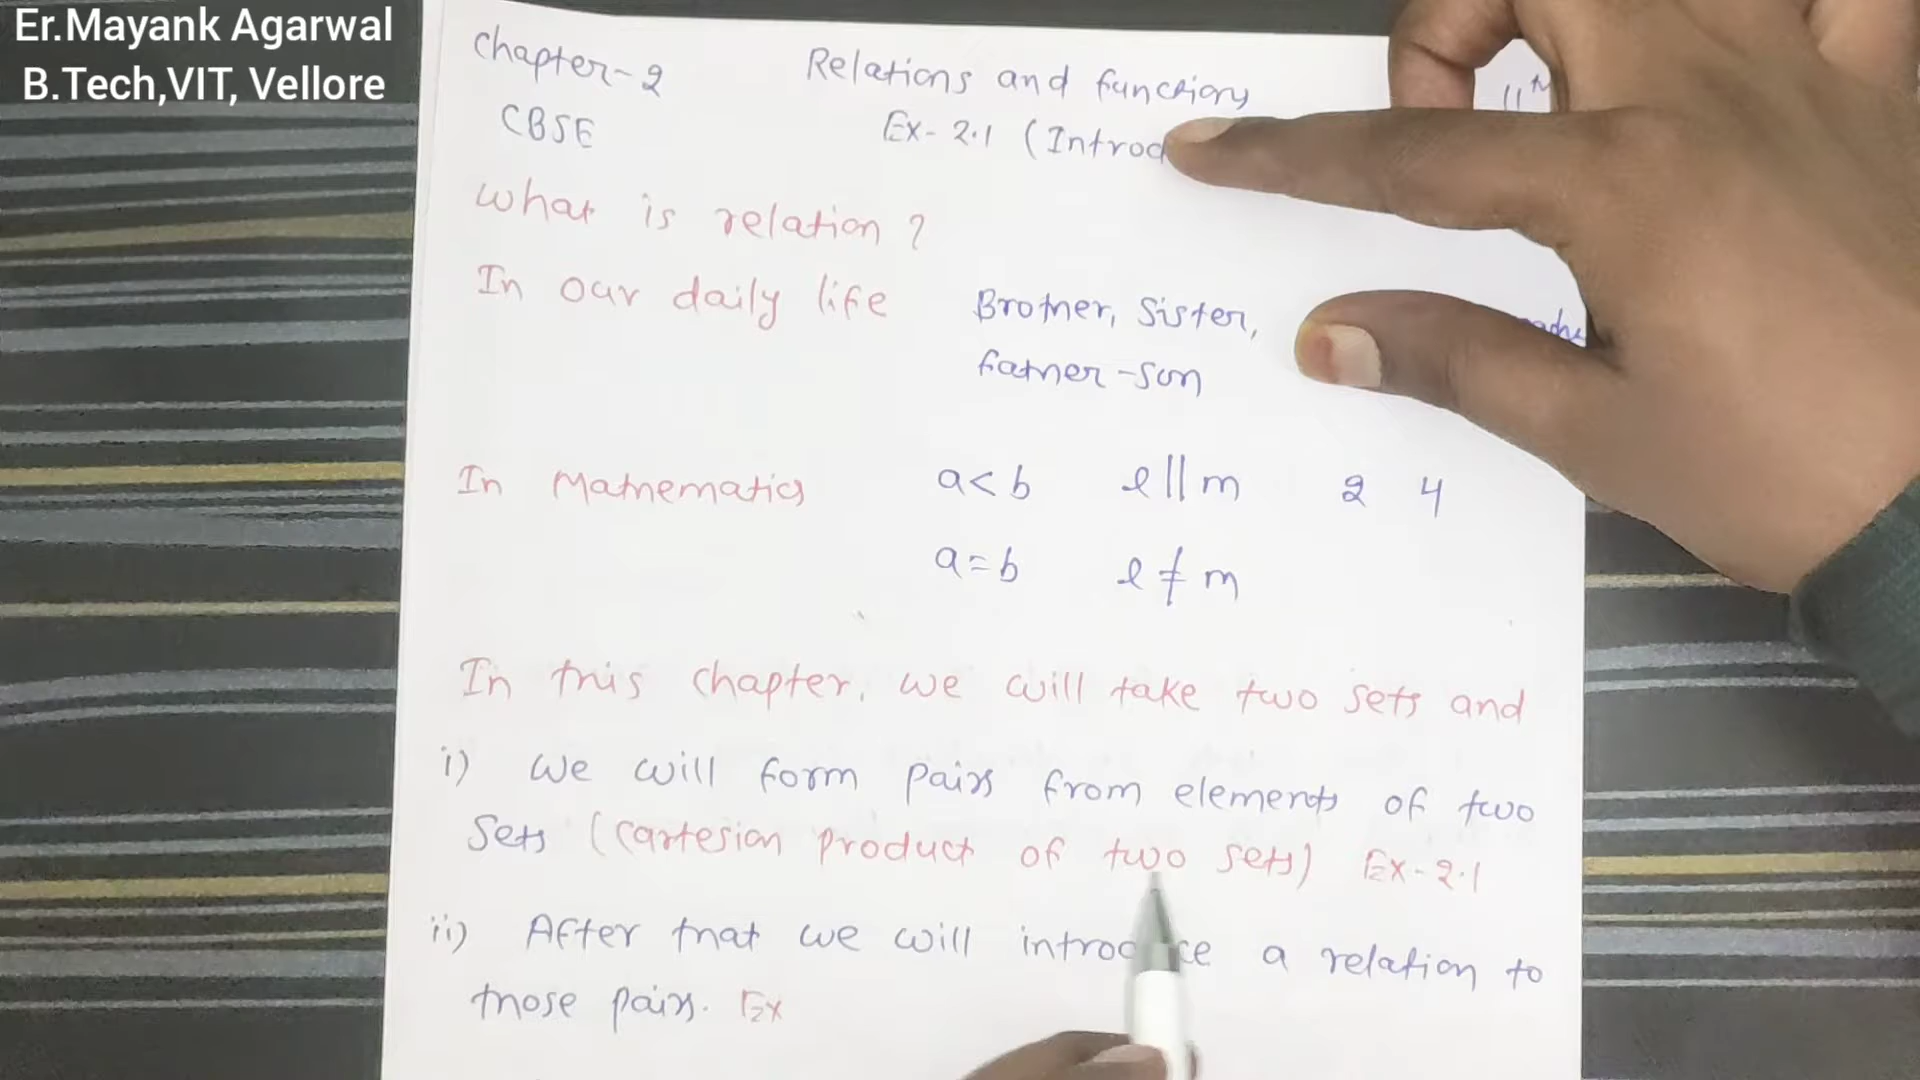 Er.Mayank Agarwal
B.Tech,VIT, Vellore
Chapter-2 Relations and functions 11th
CBSE Ex-2.1 (Introd
What is relation?
In our daily life Brother, Sister,
father-son
In Mathematics a<b l||m 2 4
a=b l≠m
In this chapter, we will take two sets and
i) We will form pairs from elements of two
sets (Cartesian product of two sets) Ex-2.1
ii) After that we will introduce a relation to
those pairs. Ex